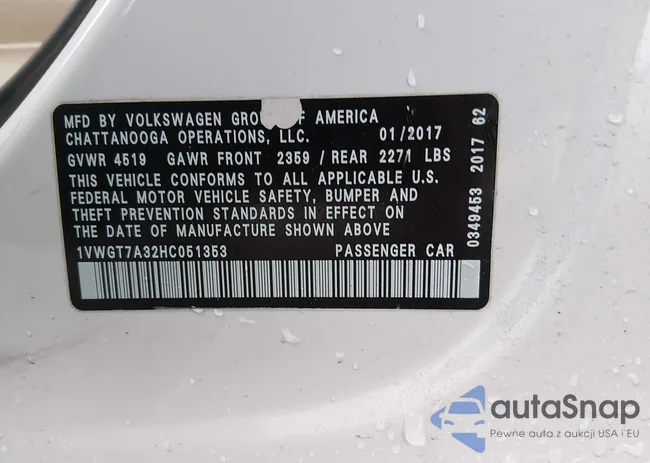 MFD BY VOLKSWAGEN GRO OF AMERICA
CHATTANOOGA OPERATIONS, LLC. 01/2017
GVWR 4519 GAWR FRONT 2359 / REAR 2271 LBS
THIS VEHICLE CONFORMS TO ALL APPLICABLE U.S.
FEDERAL MOTOR VEHICLE SAFETY, BUMPER AND
THEFT PREVENTION STANDARDS IN EFFECT ON
THE DATE OF MANUFACTURE SHOWN ABOVE
1VWGT7A32HC051353 PASSENGER CAR
0349453 2017 62
autaSnap
Pewne auta z aukcji USA i EU